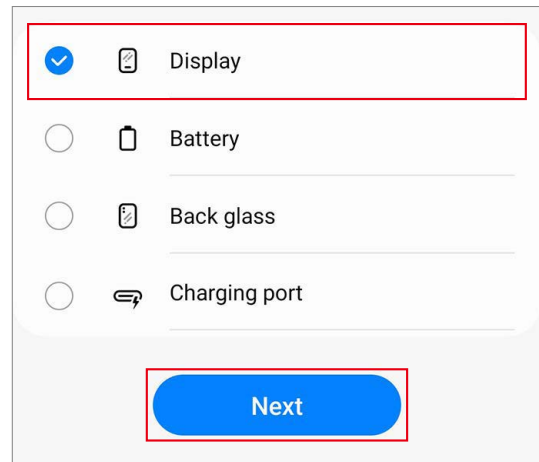 Display
Battery
Back glass
Charging port
Next